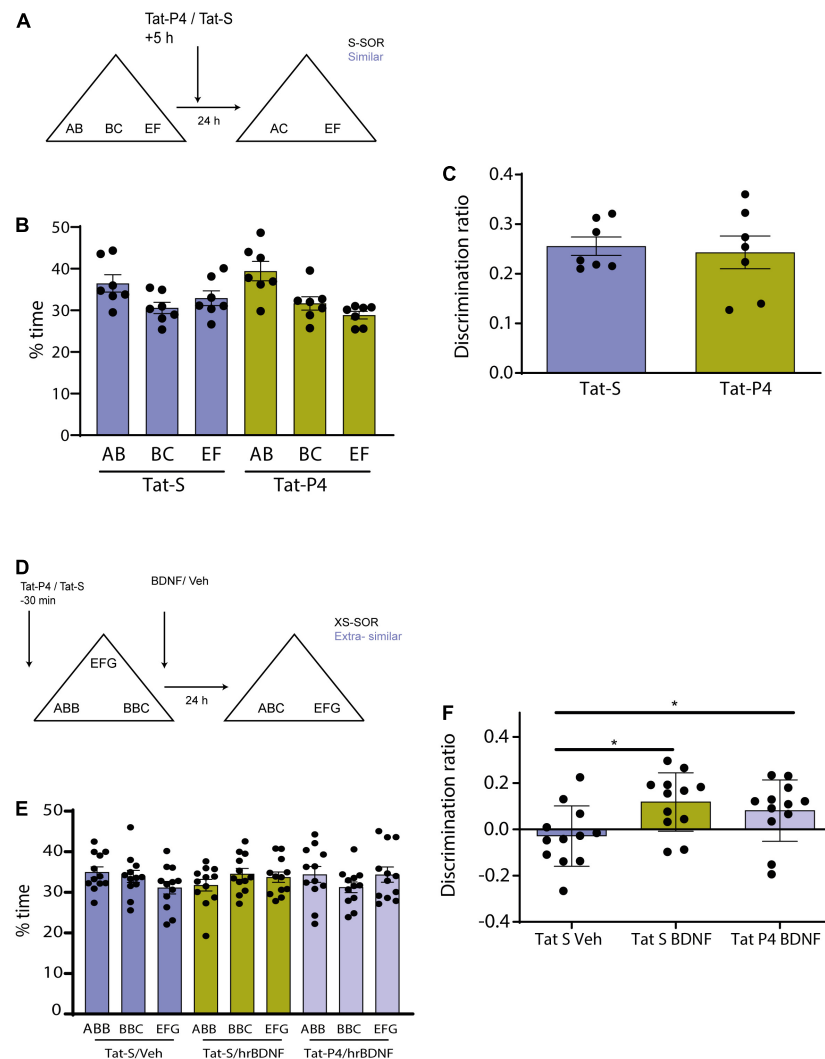 A
Tat-P4 / Tat-S
+5 h
S-SOR
Similar
24 h
AB BC EF
AC EF
B
50
40
30
20
10
0
% time
AB BC EF AB BC EF
Tat-S Tat-P4
C
0.4
0.3
0.2
0.1
0.0
Discrimination ratio
Tat-S Tat-P4
D
Tat-P4 / Tat-S
-30 min
BDNF/ Veh
XS-SOR
Extra- similar
EFG
24 h
ABB BBC
ABC EFG
E
50
40
30
20
10
0
% time
ABB BBC EFG ABB BBC EFG ABB BBC EFG
Tat-S/Veh Tat-S/hrBDNF Tat-P4/hrBDNF
F
*
*
0.4
0.2
0.0
-0.2
-0.4
Discrimination ratio
Tat S Veh Tat S BDNF Tat P4 BDNF